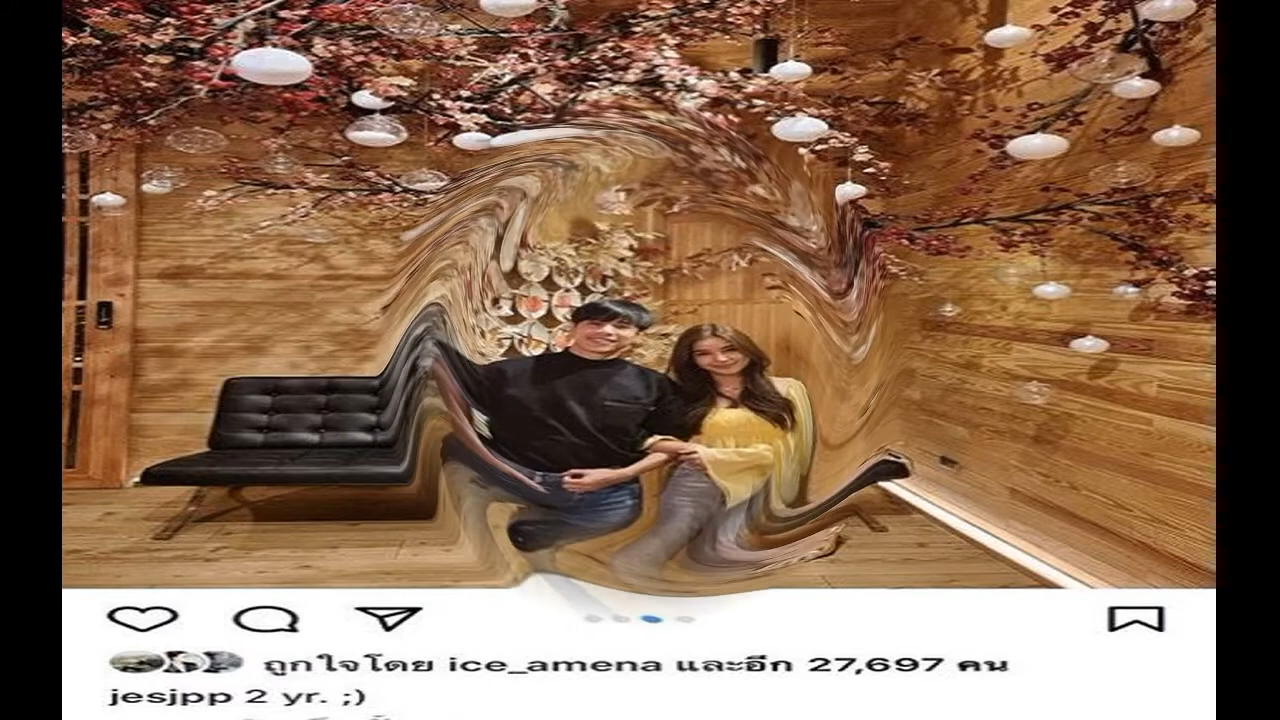 ถูกใจโดย ice_amena และอีก 27,697 คน
jesjpp 2 yr. ;)